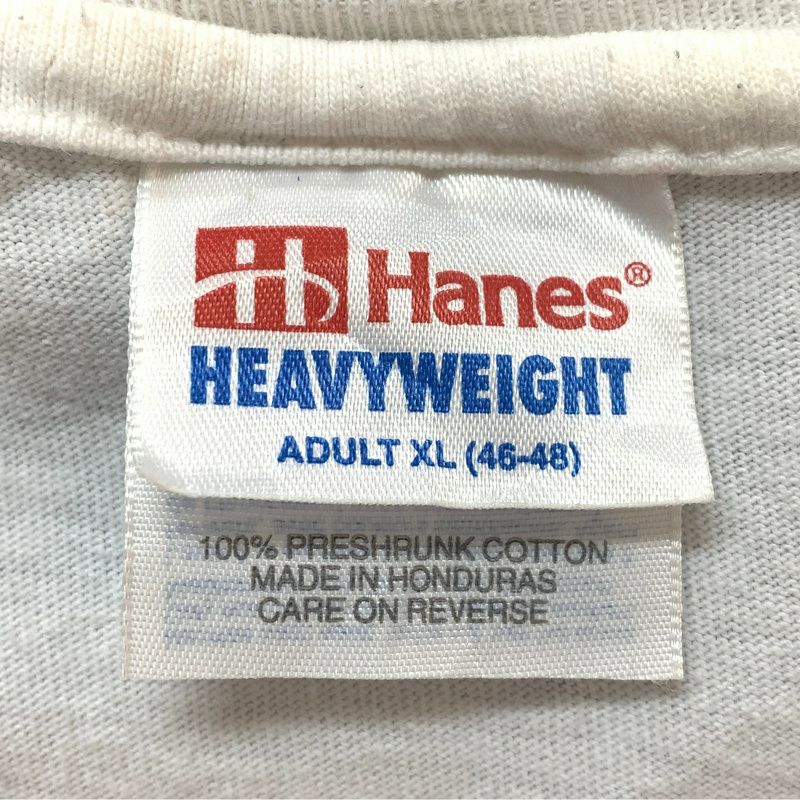 H Hanes®
HEAVYWEIGHT
ADULT XL (46-48)
100% PRESHRUNK COTTON
MADE IN HONDURAS
CARE ON REVERSE